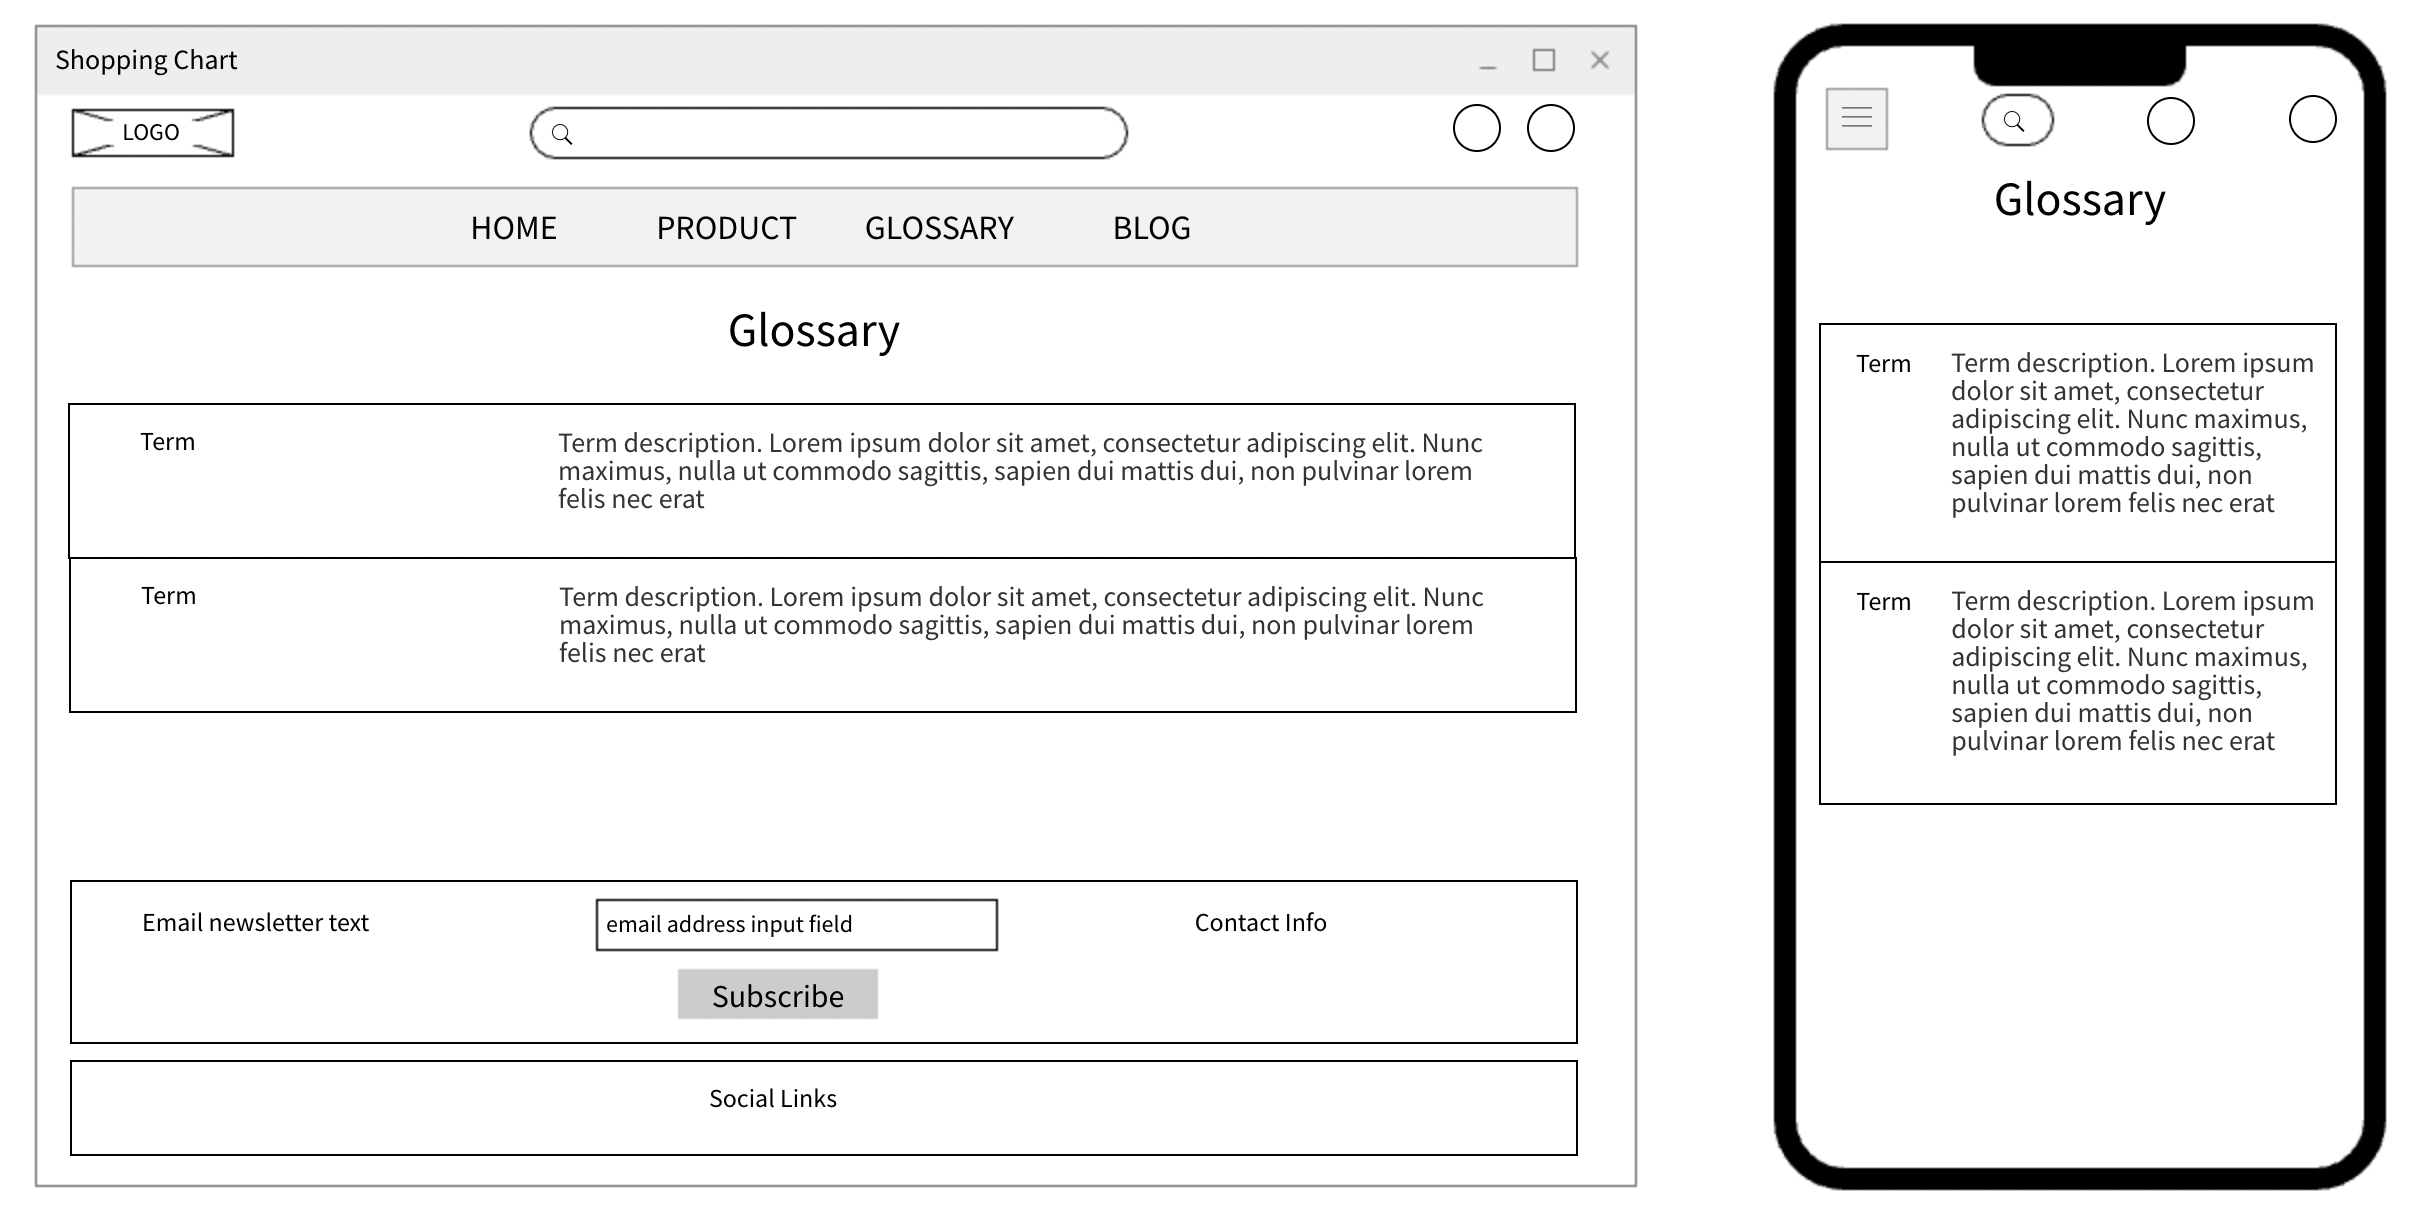 Shopping Chart
LOGO
HOME PRODUCT GLOSSARY BLOG
Glossary
Term
Term description. Lorem ipsum dolor sit amet, consectetur adipiscing elit. Nunc
maximus, nulla ut commodo sagittis, sapien dui mattis dui, non pulvinar lorem
felis nec erat
Term
Term description. Lorem ipsum dolor sit amet, consectetur adipiscing elit. Nunc
maximus, nulla ut commodo sagittis, sapien dui mattis dui, non pulvinar lorem
felis nec erat
Email newsletter text
email address input field
Subscribe
Contact Info
Social Links
Glossary
Term
Term description. Lorem ipsum
dolor sit amet, consectetur
adipiscing elit. Nunc maximus,
nulla ut commodo sagittis,
sapien dui mattis dui, non
pulvinar lorem felis nec erat
Term
Term description. Lorem ipsum
dolor sit amet, consectetur
adipiscing elit. Nunc maximus,
nulla ut commodo sagittis,
sapien dui mattis dui, non
pulvinar lorem felis nec erat